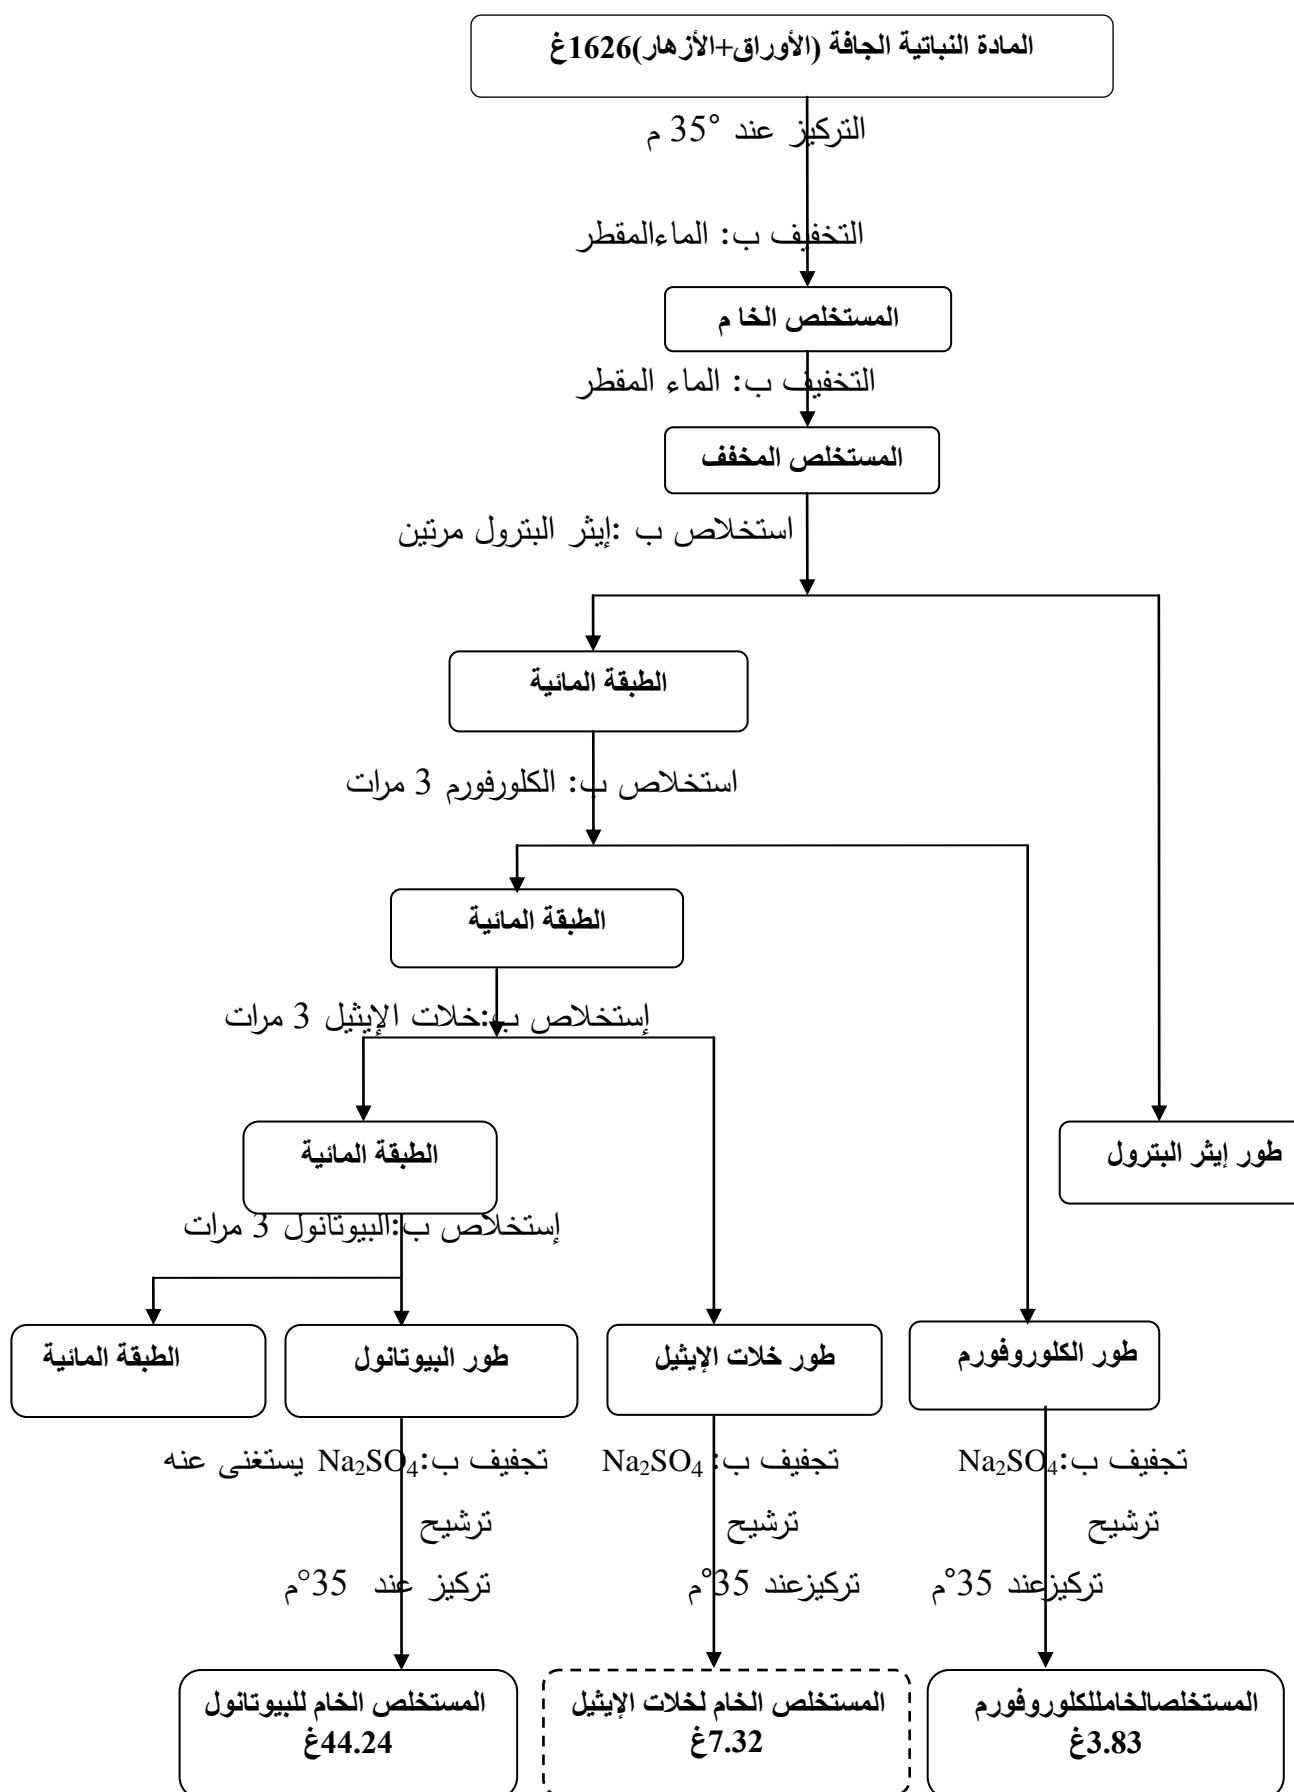 المادة النباتية الجافة (الأوراق+الأزهار)1626غ
التركيز عند °35 م
التخفيف ب: الماءالمقطر
المستخلص الخا م
التخفيف ب: الماء المقطر
المستخلص المخفف
استخلاص ب :إيثر البترول مرتين
الطبقة المائية
استخلاص ب: الكلورفورم 3 مرات
الطبقة المائية
إستخلاص ب:خلات الإيثيل 3 مرات
الطبقة المائية
طور إيثر البترول
إستخلاص ب:البيوتانول 3 مرات
طور الكلوروفورم
طور خلات الإيثيل
طور البيوتانول
الطبقة المائية
تجفيف ب:Na₂SO₄
تجفيف ب: Na₂SO₄
تجفيف ب:Na₂SO₄ يستغنى عنه
ترشيح
ترشيح
ترشيح
تركيزعند 35°م
تركيزعند 35°م
تركيز عند 35°م
المستخلصالخامللكلوروفورم
3.83غ
المستخلص الخام لخلات الإيثيل
7.32غ
المستخلص الخام للبيوتانول
44.24غ